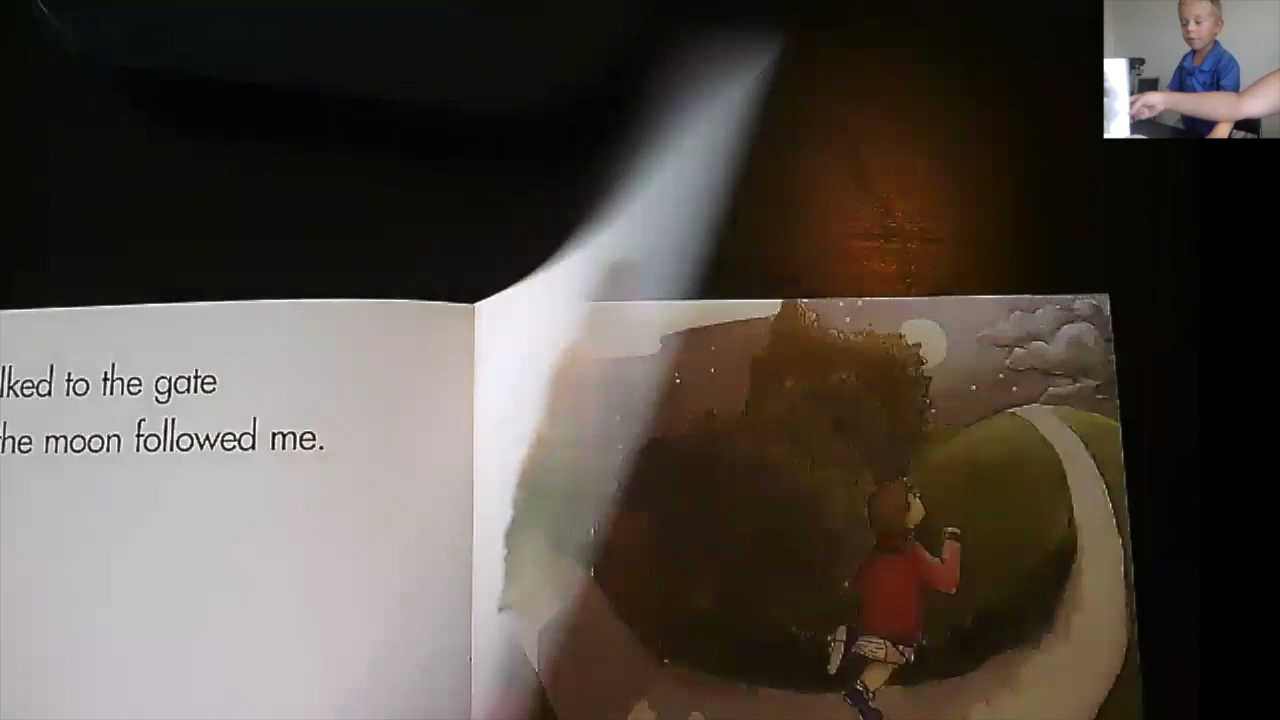 lked to the gate
he moon followed me.